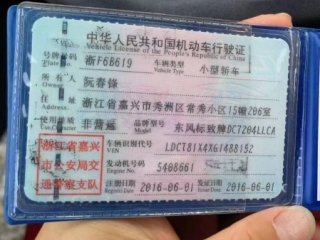 中华人民共和国机动车行驶证
Vehicle License of the People's Republic of China
号牌号码 浙F68619 车辆类型 小型轿车
Vehicle Type
所有人 阮春锋
Owner
住址 浙江省嘉兴市秀洲区常秀小区15幢206室
使用性质 非营运 品牌型号 东风标致牌DC7204LLCA
Use Character
浙江省嘉兴市公安局交通警察支队
车辆识别代号 LDCT81X4XG1488152
VIN
发动机号码 5408661
Engine No.
注册日期 2016-06-01 发证日期 2016-06-01
Register Date Issue Date